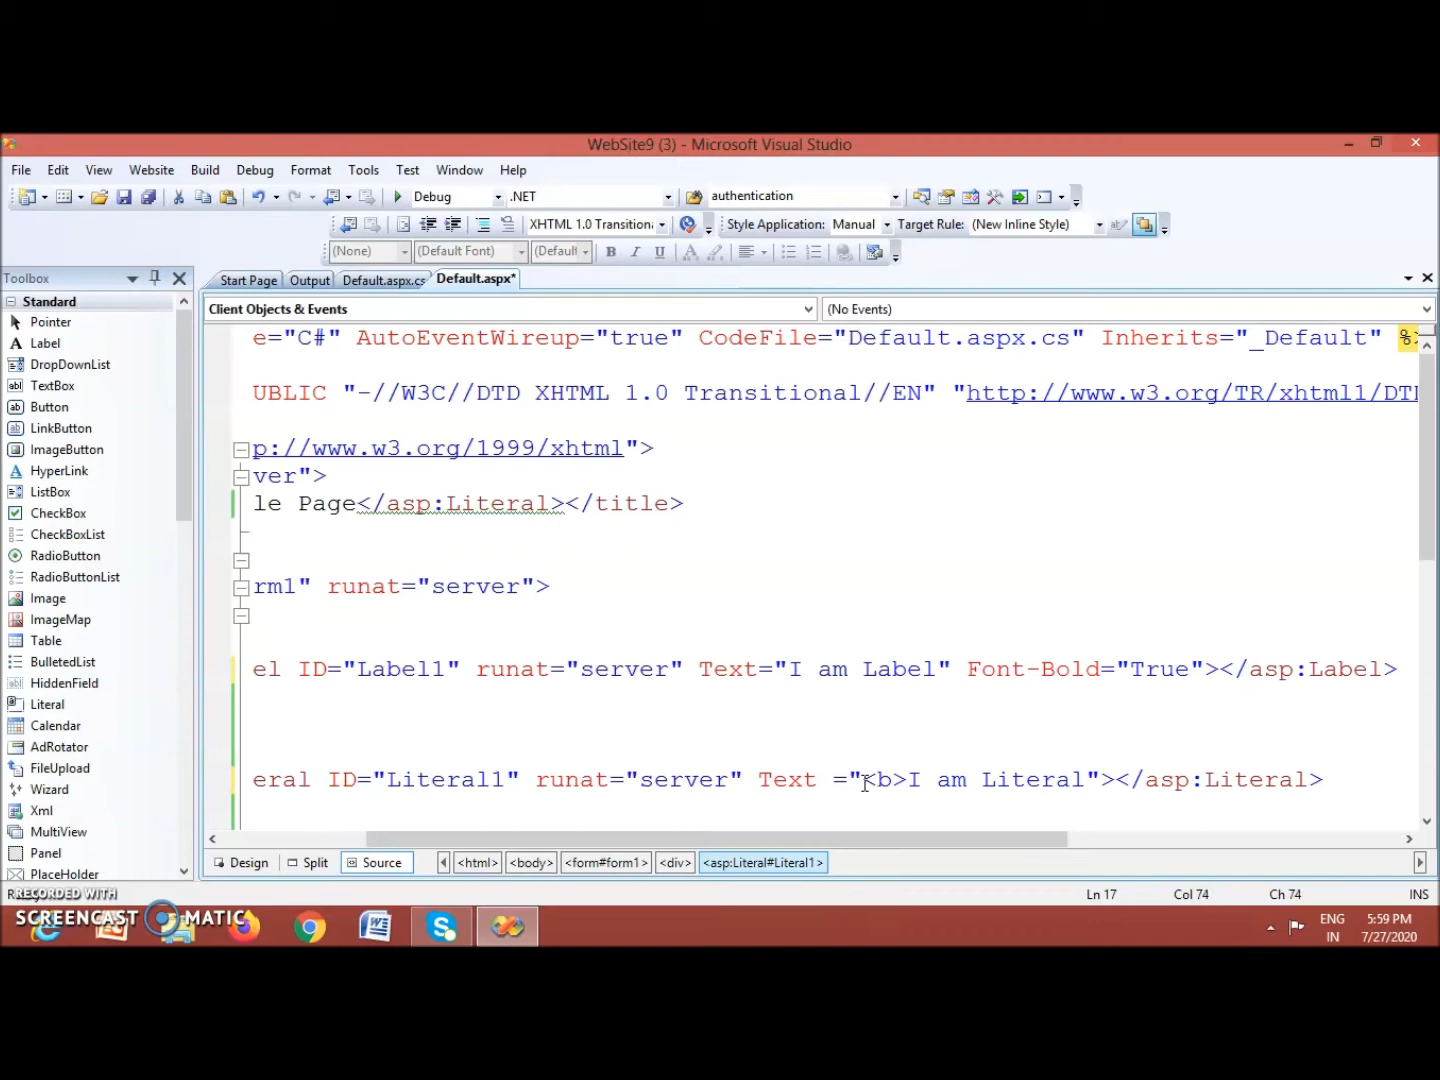 WebSite9 (3) - Microsoft Visual Studio
File Edit View Website Build Debug Format Tools Test Window Help
Debug .NET authentication
XHTML 1.0 Transition Style Application: Manual Target Rule: (New Inline Style)
(None) (Default Font) (Default B I U A
Toolbox Start Page Output Default.aspx.cs Default.aspx*
Standard
Client Objects & Events (No Events)
Pointer
Label
DropDownList
TextBox
Button
LinkButton
ImageButton
HyperLink
ListBox
CheckBox
CheckBoxList
RadioButton
RadioButtonList
Image
ImageMap
Table
BulletedList
HiddenField
Literal
Calendar
AdRotator
FileUpload
Wizard
Xml
MultiView
Panel
PlaceHolder
e="C#" AutoEventWireup="true" CodeFile="Default.aspx.cs" Inherits="_Default" %>
UBLIC "-//W3C//DTD XHTML 1.0 Transitional//EN" "http://www.w3.org/TR/xhtml1/DTD
p://www.w3.org/1999/xhtml">
ver">
le Page</asp:Literal></title>
rm1" runat="server">
el ID="Label1" runat="server" Text="I am Label" Font-Bold="True"></asp:Label>
eral ID="Literal1" runat="server" Text ="<b>I am Literal"></asp:Literal>
Design Split Source <html> <body> <form#form1> <div> <asp:Literal#Literal1>
Ln 17 Col 74 Ch 74 INS
RECORDED WITH
SCREENCAST MATIC
ENG 5:59 PM
IN 7/27/2020